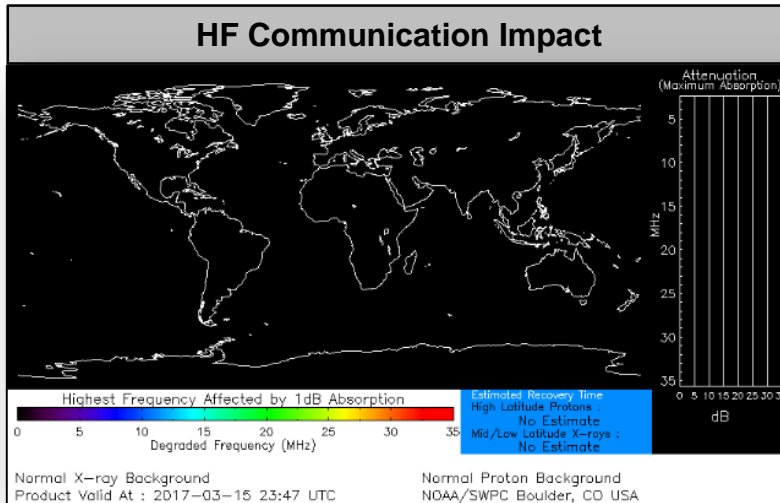 HF Communication Impact
Attenuation
(Maximum Absorption)
5
10
15
20
25
30
35
MHz
0 5 10 15 20 25 30
dB
Highest Frequency Affected by 1dB Absorption
0 5 10 15 20 25 30 35
Degraded Frequency (MHz)
Estimated Recovery Time
High Latitude Protons :
No Estimate
Mid/Low Latitude X-rays :
No Estimate
Normal X-ray Background
Product Valid At : 2017-03-15 23:47 UTC
Normal Proton Background
NOAA/SWPC Boulder, CO USA